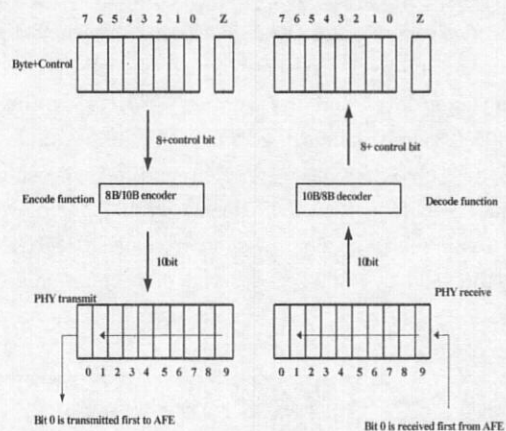 7 6 5 4 3 2 1 0 Z
7 6 5 4 3 2 1 0 Z
Byte+Control
8+control bit
8+ control bit
Encode function
8B/10B encoder
10B/8B decoder
Decode function
10bit
10bit
PHY transmit
PHY receive
0 1 2 3 4 5 6 7 8 9
0 1 2 3 4 5 6 7 8 9
Bit 0 is transmitted first to AFE
Bit 0 is received first from AFE